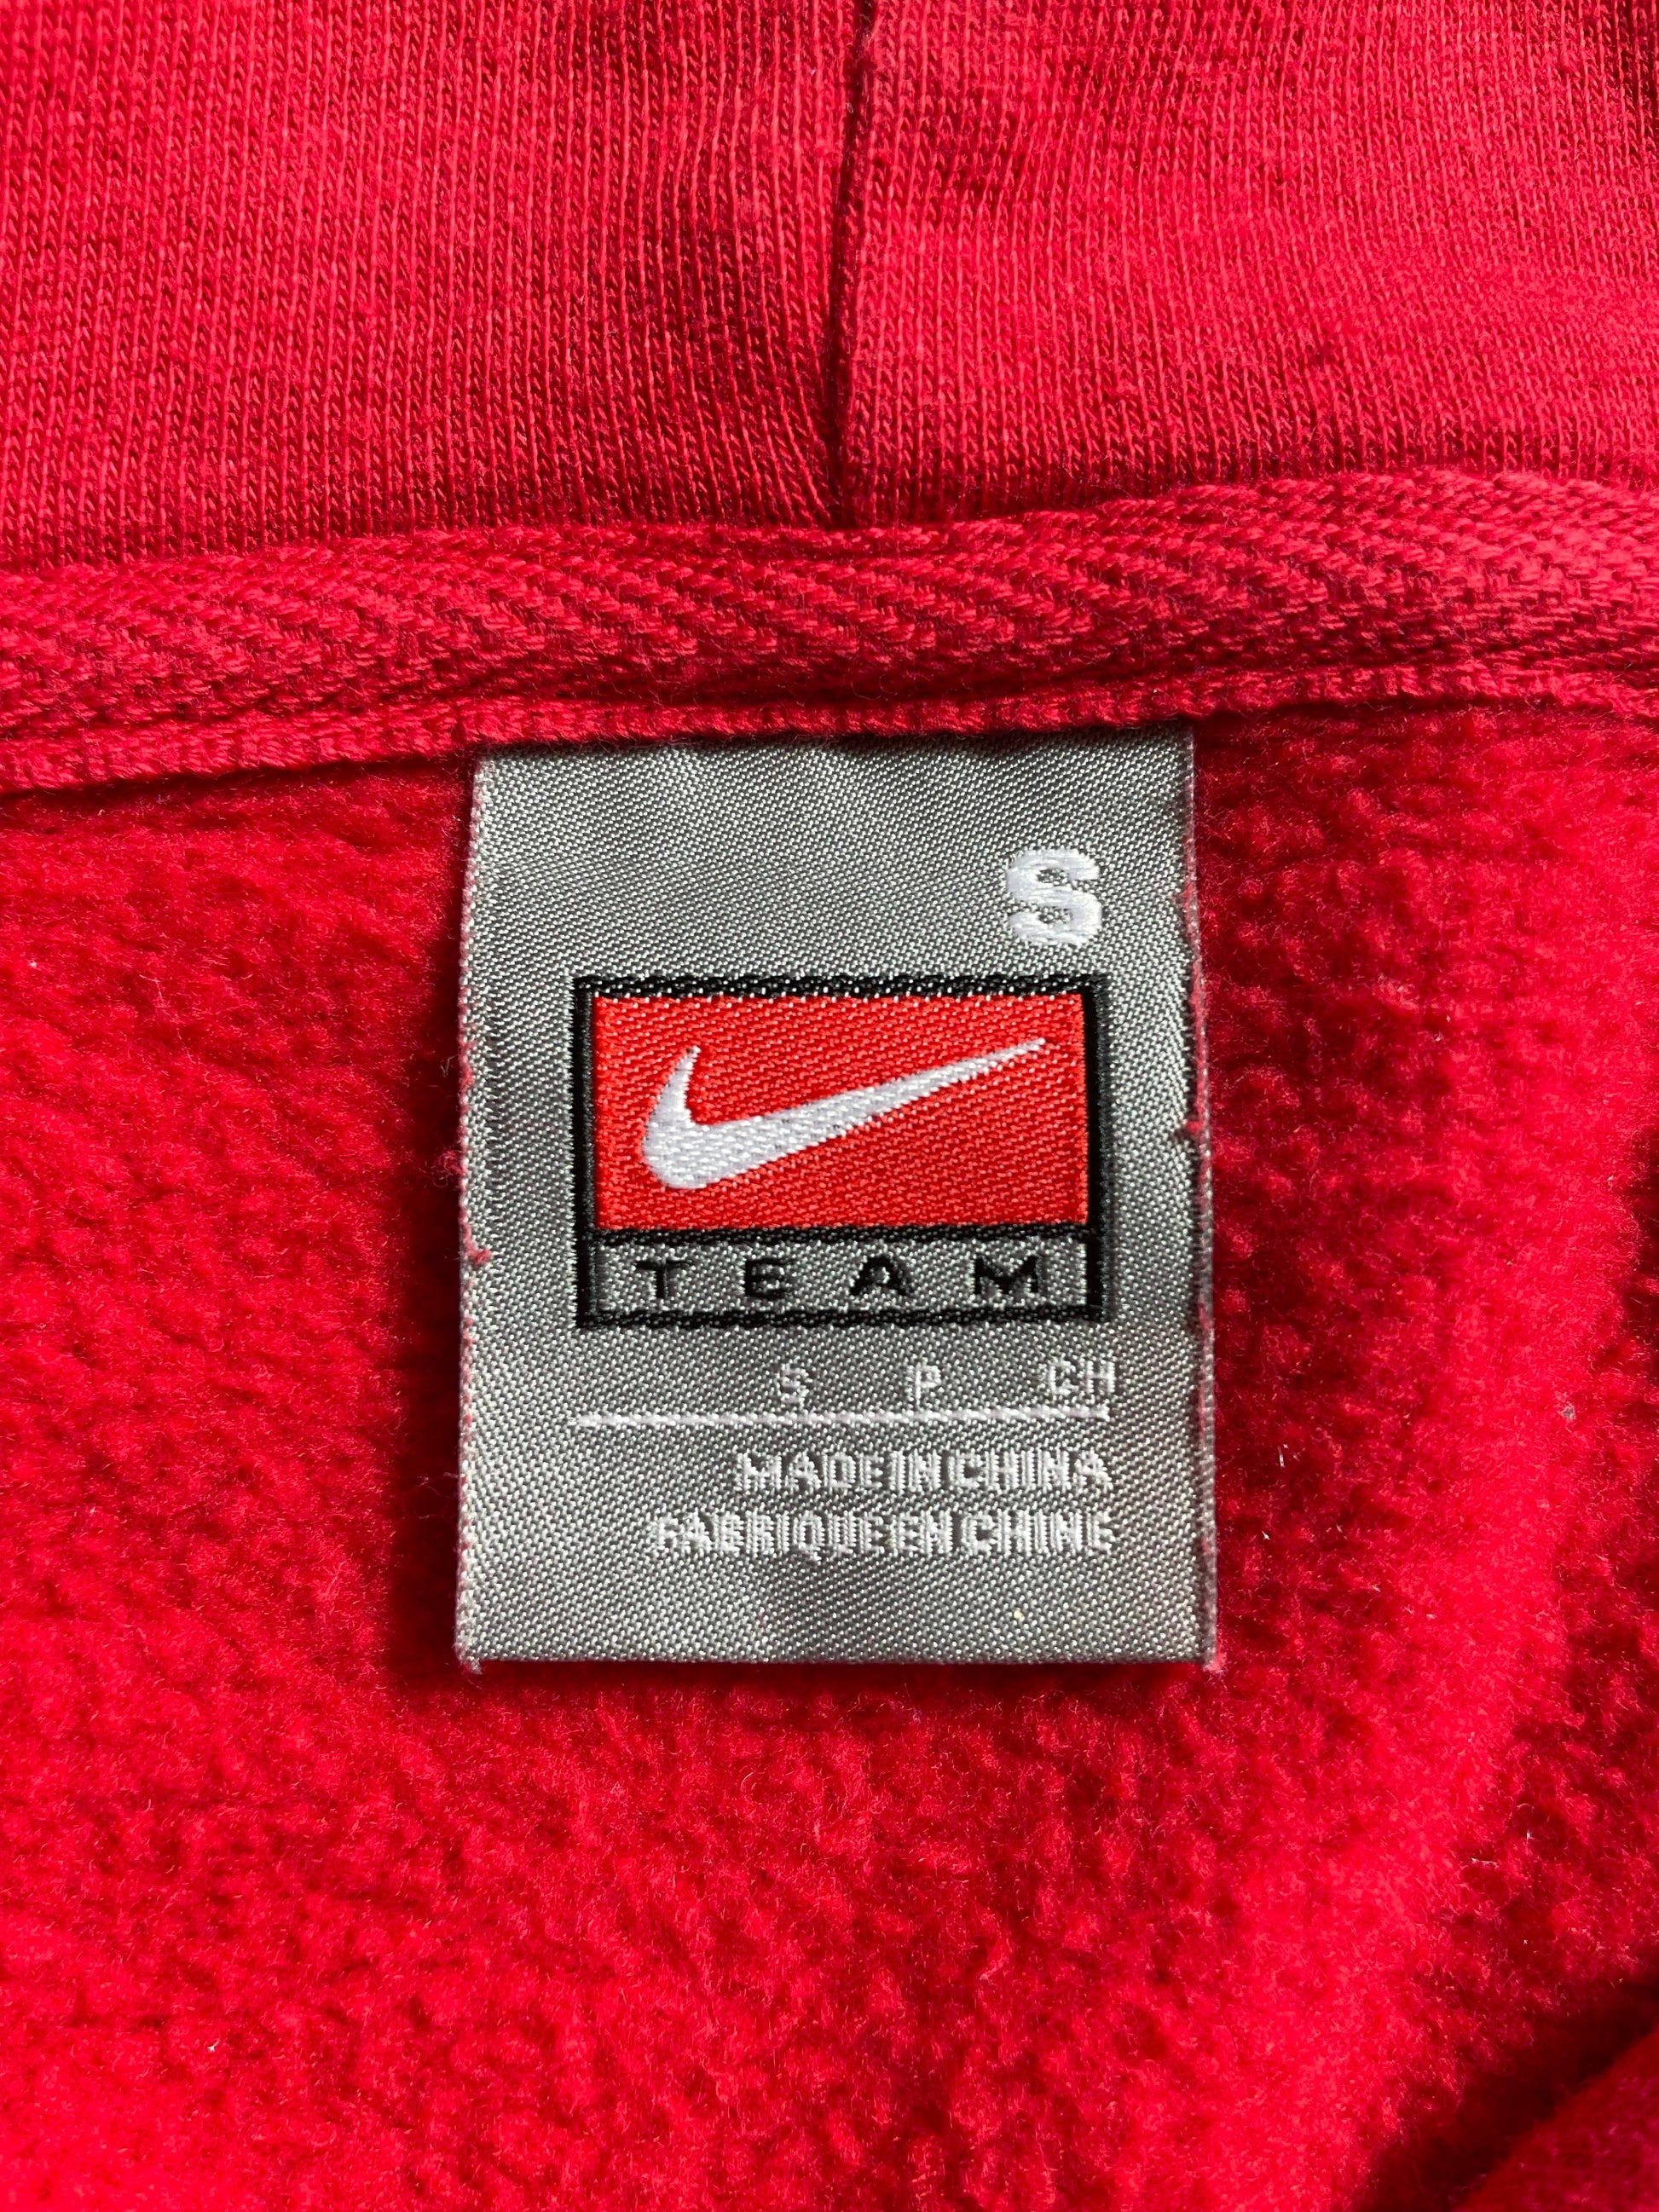 S
TEAM
S P CH
MADE IN CHINA
FABRIQUE EN CHINE